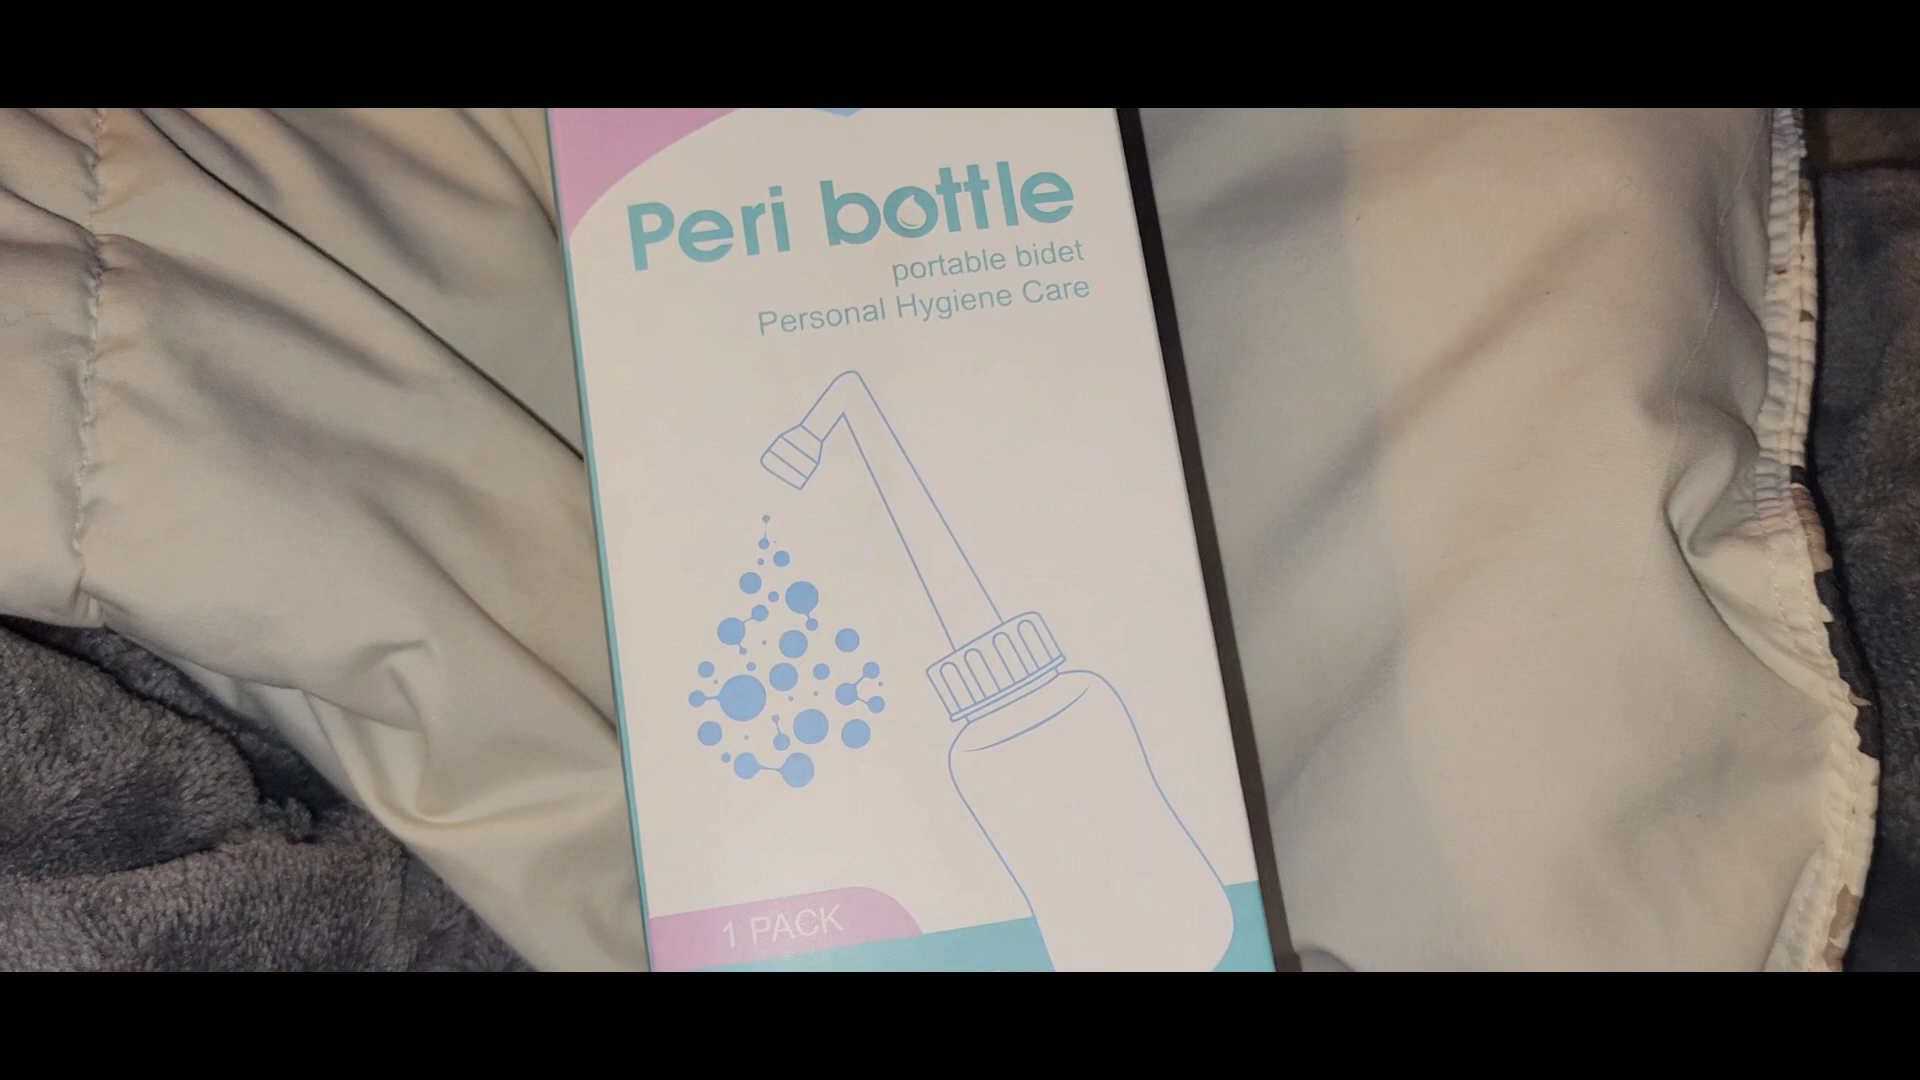 Peri bottle
portable bidet
Personal Hygiene Care
1 PACK